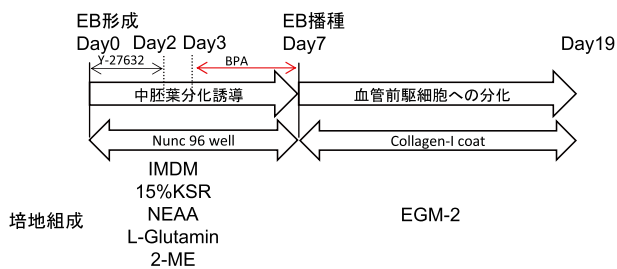 EB形成
EB播種
Day0
Day2
Day3
Day7
Day19
Y-27632
BPA
中胚葉分化誘導
血管前駆細胞への分化
Nunc 96 well
Collagen-I coat
IMDM
15%KSR
培地組成
NEAA
EGM-2
L-Glutamin
2-ME